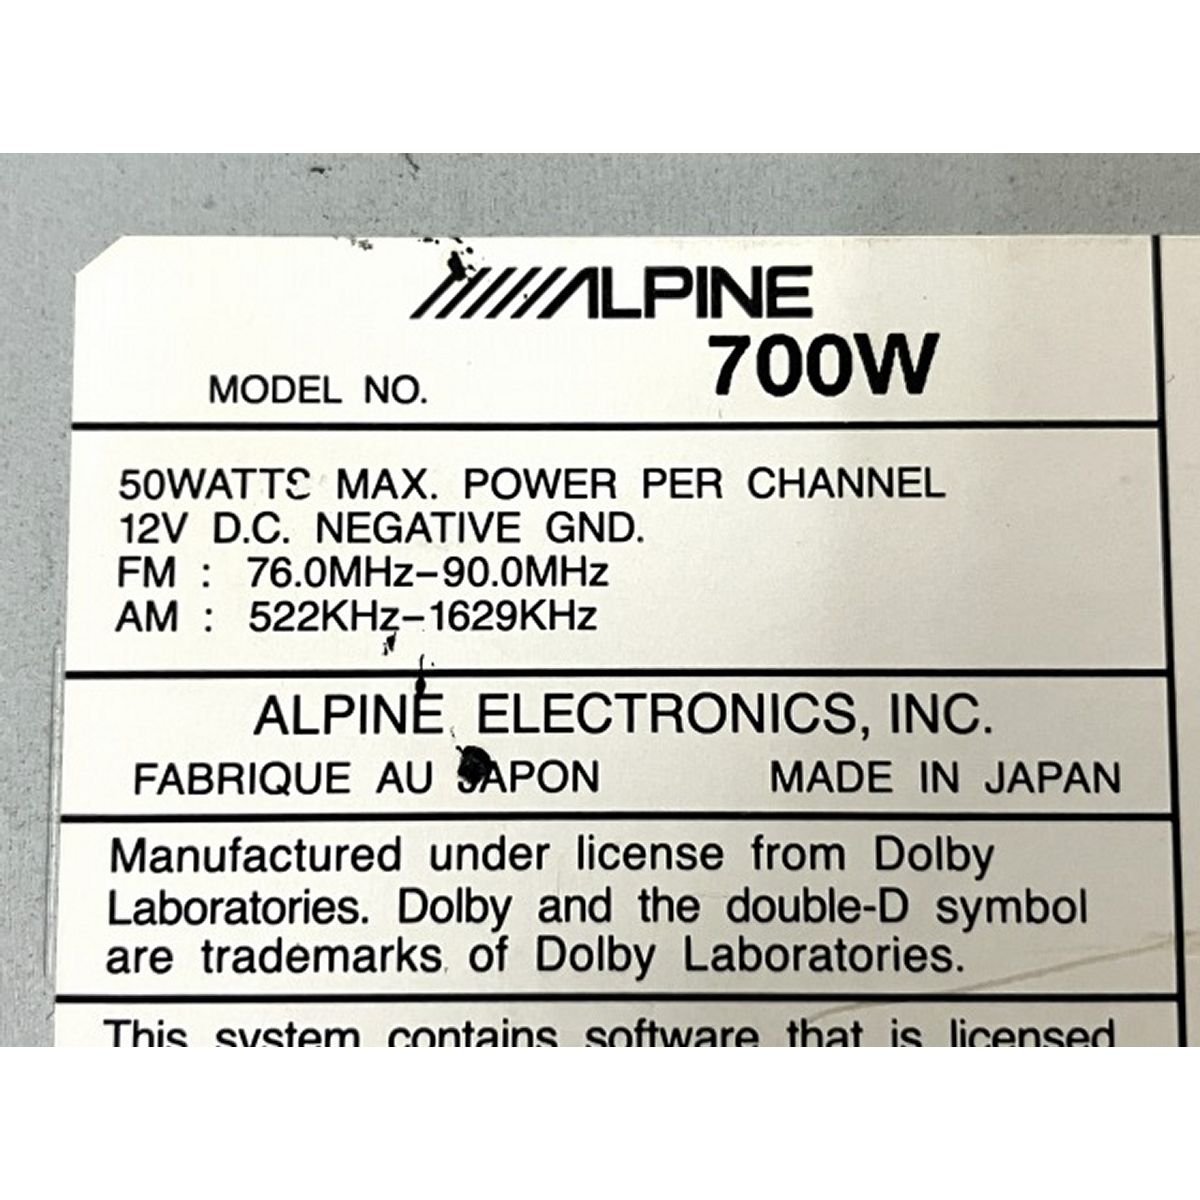 ALPINE
MODEL NO. 700W
50WATTS MAX. POWER PER CHANNEL
12V D.C. NEGATIVE GND.
FM : 76.0MHz–90.0MHz
AM : 522KHz–1629KHz
ALPINE ELECTRONICS, INC.
FABRIQUE AU JAPON MADE IN JAPAN
Manufactured under license from Dolby
Laboratories. Dolby and the double-D symbol
are trademarks of Dolby Laboratories.
This system contains software that is licensed